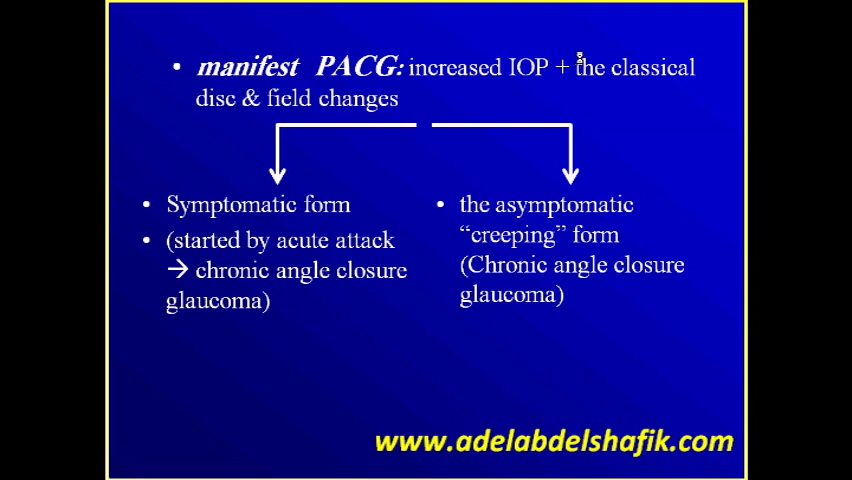 • manifest PACG: increased IOP + the classical
disc & field changes
• Symptomatic form
• (started by acute attack
→ chronic angle closure
glaucoma)
• the asymptomatic
“creeping” form
(Chronic angle closure
glaucoma)
www.adelabdelshafik.com